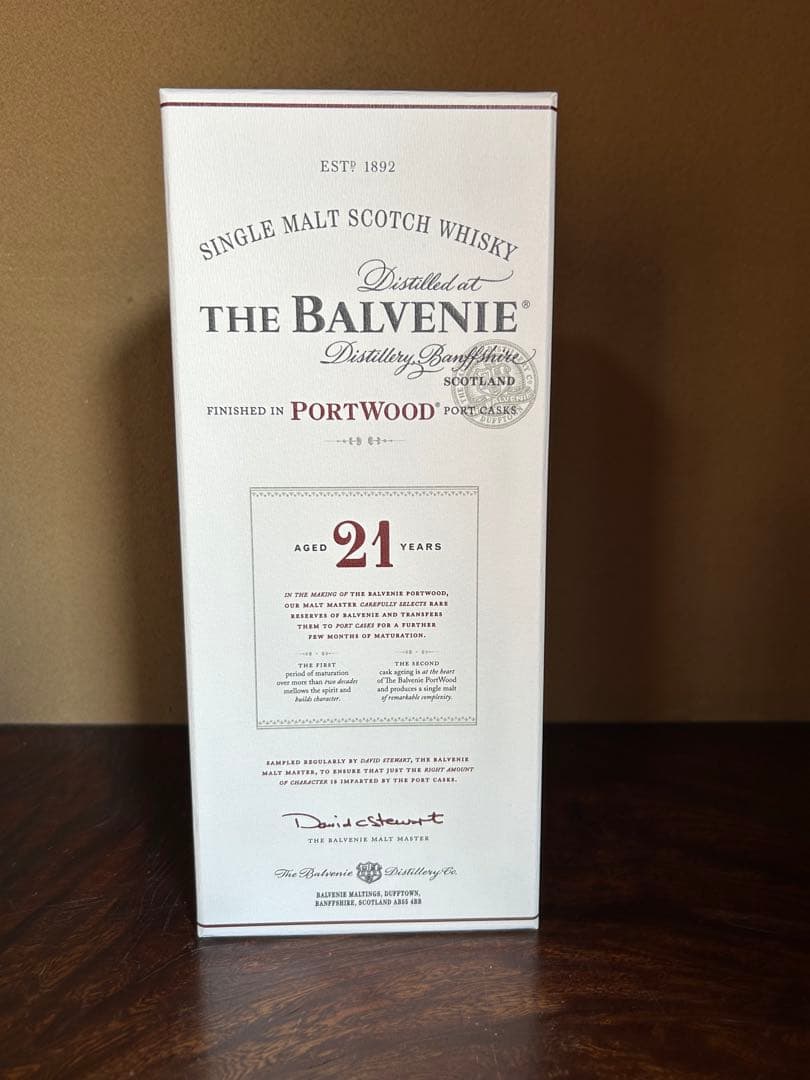 ESTD 1892
SINGLE MALT SCOTCH WHISKY
Distilled at
THE BALVENIE®
Distillery, Banffshire
SCOTLAND
FINISHED IN PORTWOOD® PORT CASKS
AGED 21 YEARS
IN THE MAKING OF THE BALVENIE PORTWOOD,
OUR MALT MASTER CAREFULLY SELECTS RARE
RESERVES OF BALVENIE AND TRANSFERS
THEM TO PORT CASKS FOR A FURTHER
FEW MONTHS OF MATURATION.
THE FIRST
period of maturation
over more than two decades
mellows the spirit and
builds character.
THE SECOND
cask ageing is at the heart
of The Balvenie PortWood
and produces a single malt
of remarkable complexity.
SAMPLED REGULARLY BY DAVID STEWART, THE BALVENIE
MALT MASTER, TO ENSURE THAT JUST THE RIGHT AMOUNT
OF CHARACTER IS IMPARTED BY THE PORT CASKS.
David C Stewart
THE BALVENIE MALT MASTER
The Balvenie Distillery Co.
BALVENIE MALTINGS, DUFFTOWN,
BANFFSHIRE, SCOTLAND AB55 4BB